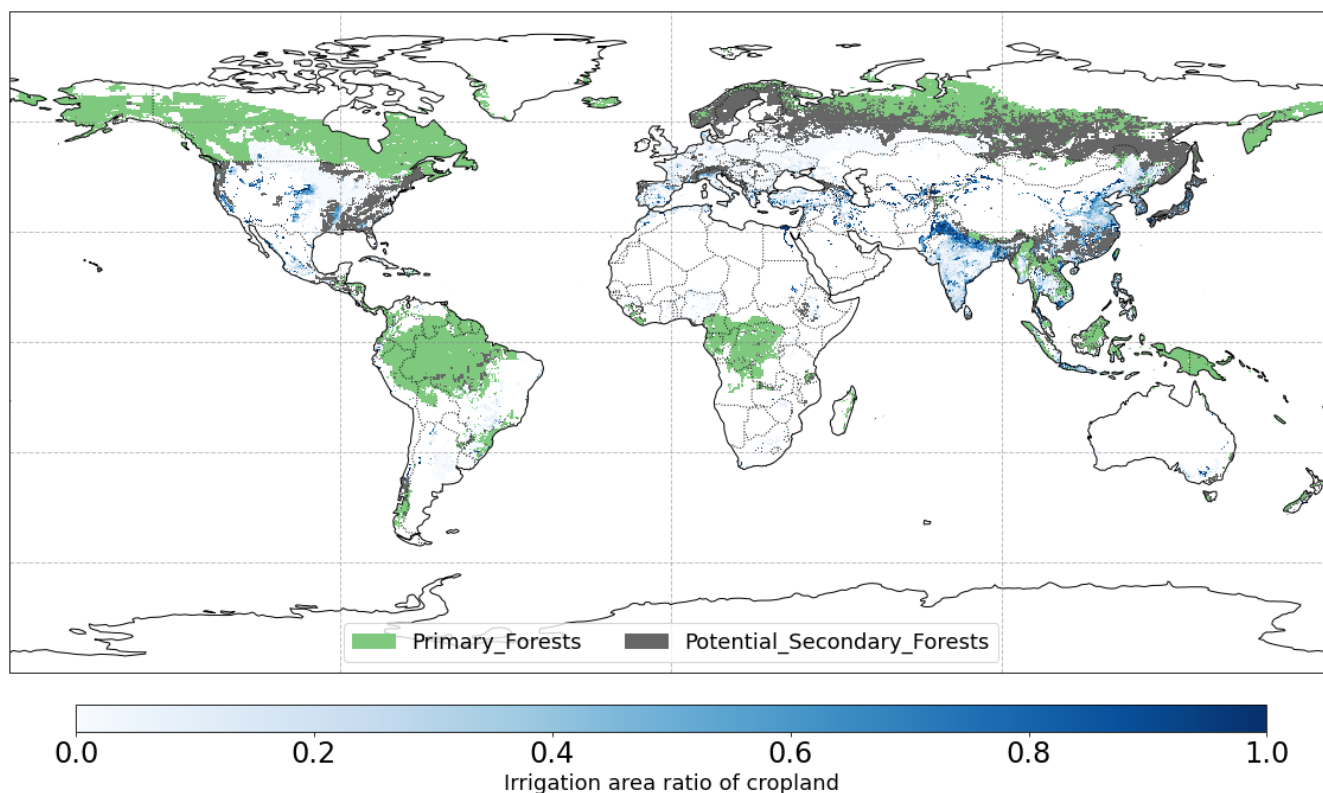 Primary_Forests Potential_Secondary_Forests
0.0 0.2 0.4 0.6 0.8 1.0
Irrigation area ratio of cropland